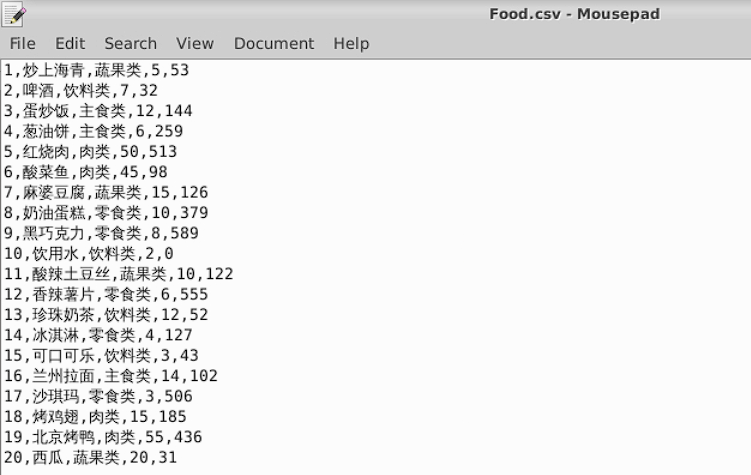 Food.csv - Mousepad
File Edit Search View Document Help
1,炒上海青,蔬果类,5,53
2,啤酒,饮料类,7,32
3,蛋炒饭,主食类,12,144
4,葱油饼,主食类,6,259
5,红烧肉,肉类,50,513
6,酸菜鱼,肉类,45,98
7,麻婆豆腐,蔬果类,15,126
8,奶油蛋糕,零食类,10,379
9,黑巧克力,零食类,8,589
10,饮用水,饮料类,2,0
11,酸辣土豆丝,蔬果类,10,122
12,香辣薯片,零食类,6,555
13,珍珠奶茶,饮料类,12,52
14,冰淇淋,零食类,4,127
15,可口可乐,饮料类,3,43
16,兰州拉面,主食类,14,102
17,沙琪玛,零食类,3,506
18,烤鸡翅,肉类,15,185
19,北京烤鸭,肉类,55,436
20,西瓜,蔬果类,20,31